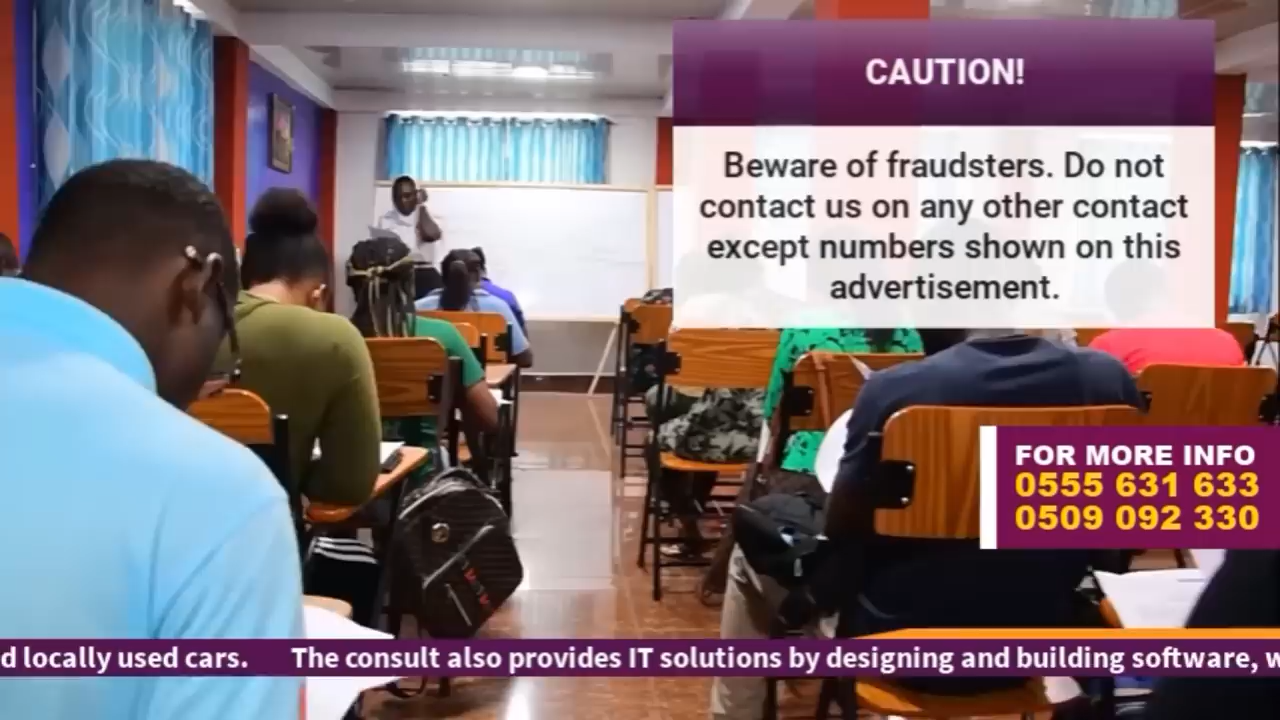 CAUTION!
Beware of fraudsters. Do not
contact us on any other contact
except numbers shown on this
advertisement.
FOR MORE INFO
0555 631 633
0509 092 330
d locally used cars. The consult also provides IT solutions by designing and building software, w